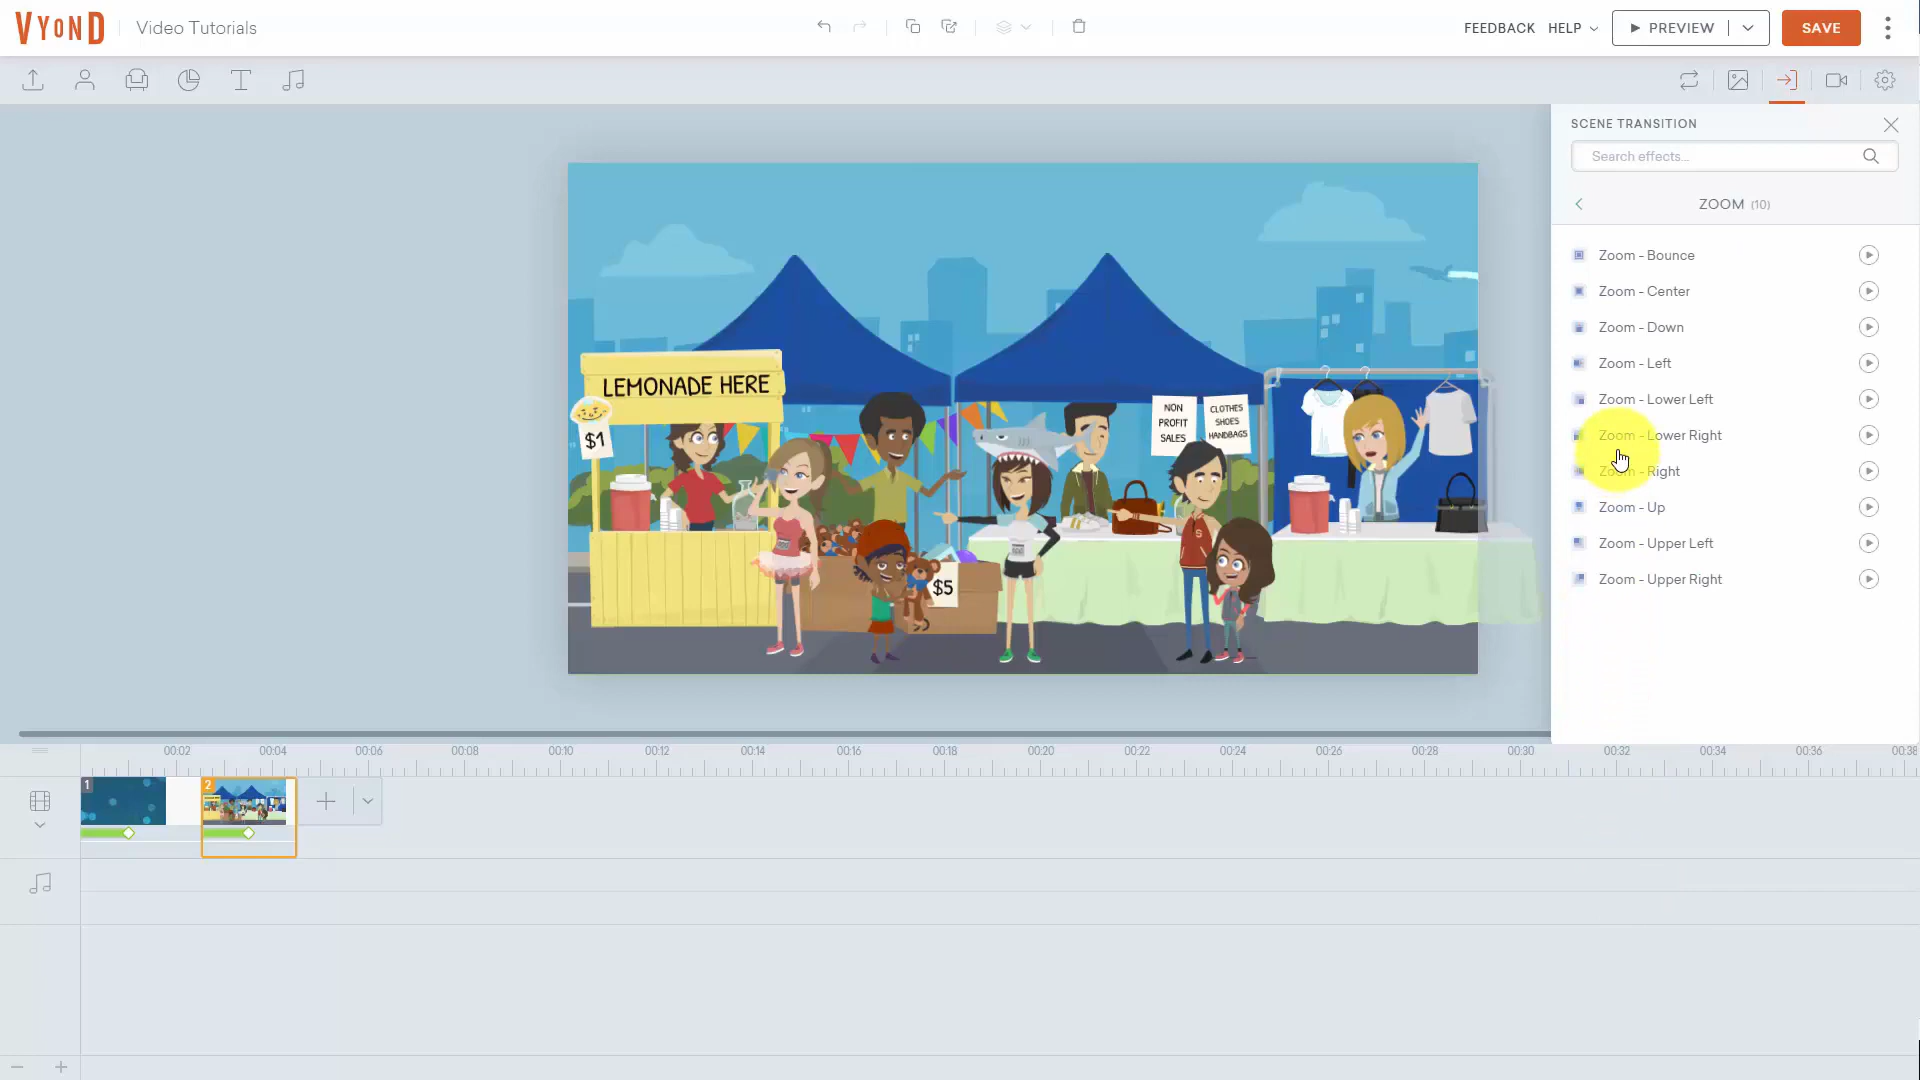 VYOND
Video Tutorials
FEEDBACK
HELP
PREVIEW
SAVE
SCENE TRANSITION
Search effects...
ZOOM (10)
Zoom - Bounce
Zoom - Center
Zoom - Down
Zoom - Left
Zoom - Lower Left
Zoom - Lower Right
Zoom - Right
Zoom - Up
Zoom - Upper Left
Zoom - Upper Right
LEMONADE HERE
$1
NON
PROFIT
SALES
CLOTHES
SHOES
HANDBAGS
S
$5
00:02 00:04 00:06 00:08 00:10 00:12 00:14 00:16 00:18 00:20 00:22 00:24 00:26 00:28 00:30 00:32 00:34 00:36 00:38
1
2